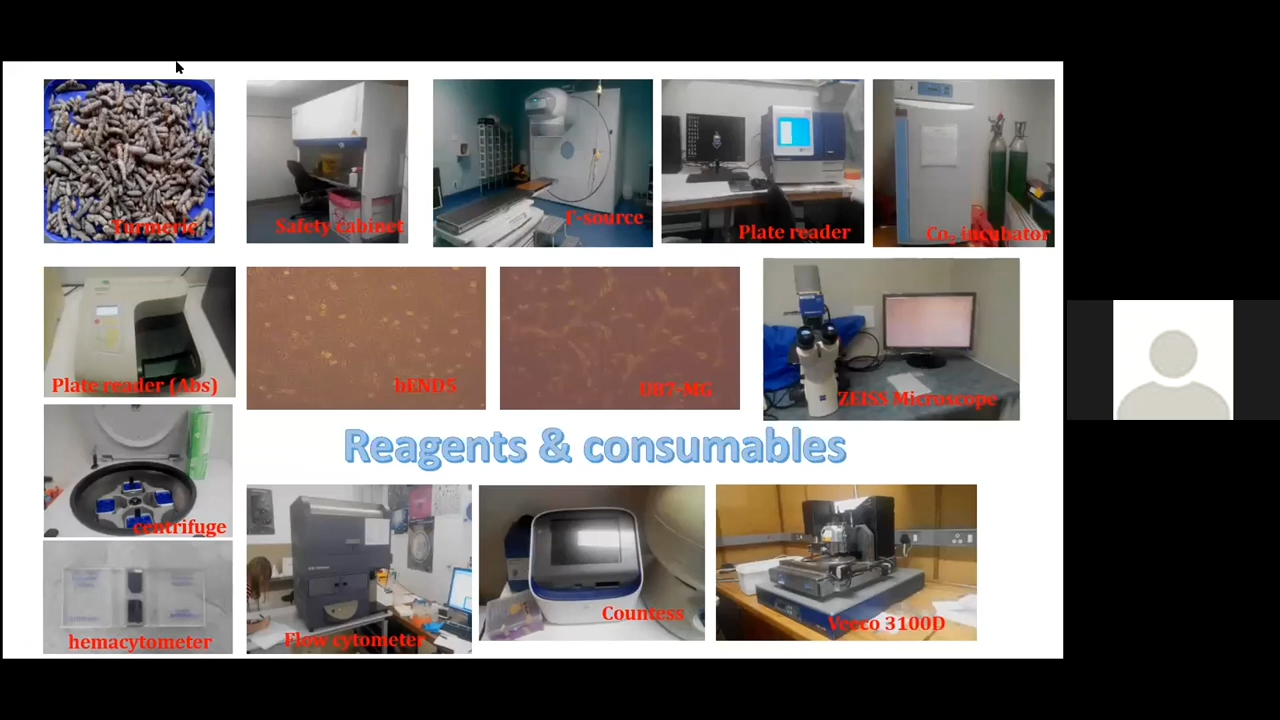 Turmeric
Safety cabinet
Γ-source
Plate reader
Co₂ incubator
Plate reader (Abs)
bEND5
U87-MG
ZEISS Microscope
Reagents & consumables
centrifuge
hemacytometer
Flow cytometer
Countess
Veeco 3100D